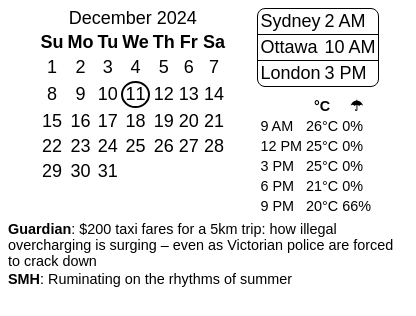 December 2024
Su Mo Tu We Th Fr Sa
1 2 3 4 5 6 7
8 9 10 11 12 13 14
15 16 17 18 19 20 21
22 23 24 25 26 27 28
29 30 31
Sydney 2 AM
Ottawa 10 AM
London 3 PM
°C ☂
9 AM 26°C 0%
12 PM 25°C 0%
3 PM 25°C 0%
6 PM 21°C 0%
9 PM 20°C 66%
Guardian: $200 taxi fares for a 5km trip: how illegal
overcharging is surging – even as Victorian police are forced
to crack down
SMH: Ruminating on the rhythms of summer